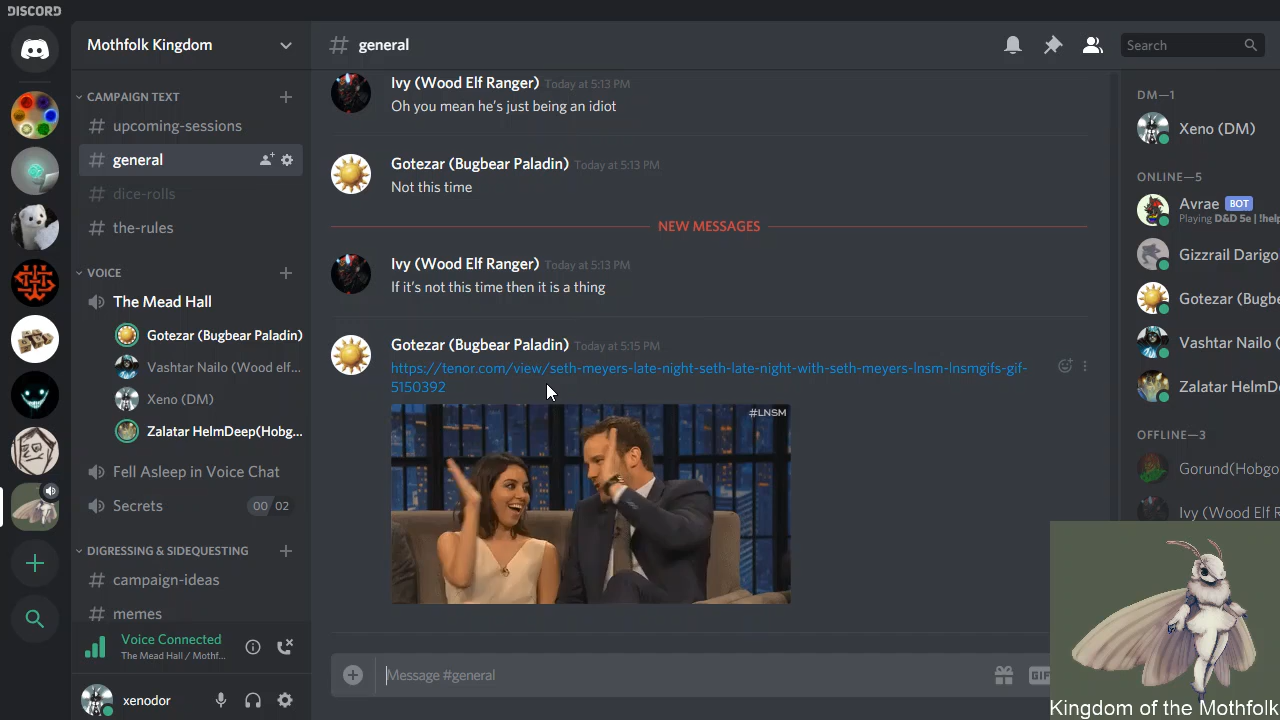 DISCORD
Mothfolk Kingdom
CAMPAIGN TEXT
# upcoming-sessions
# general
# dice-rolls
# the-rules
VOICE
The Mead Hall
Gotezar (Bugbear Paladin)
Vashtar Nailo (Wood elf...
Xeno (DM)
Zalatar HelmDeep(Hobg...
Fell Asleep in Voice Chat
Secrets 00 02
DIGRESSING & SIDEQUESTING
# campaign-ideas
# memes
Voice Connected
The Mead Hall / Mothf...
xenodor
# general
Search
Ivy (Wood Elf Ranger) Today at 5:13 PM
Oh you mean he's just being an idiot
Gotezar (Bugbear Paladin) Today at 5:13 PM
Not this time
NEW MESSAGES
Ivy (Wood Elf Ranger) Today at 5:13 PM
If it's not this time then it is a thing
Gotezar (Bugbear Paladin) Today at 5:15 PM
https://tenor.com/view/seth-meyers-late-night-seth-late-night-with-seth-meyers-lnsm-lnsmgifs-gif-
5150392
#LNSM
Message #general
GIF
DM—1
Xeno (DM)
ONLINE—5
Avrae BOT
Playing D&D 5e | !help
Gizzrail Darigo
Gotezar (Bugbe
Vashtar Nailo (
Zalatar HelmD
OFFLINE—3
Gorund(Hobgo
Ivy (Wood Elf R
Kingdom of the Mothfolk